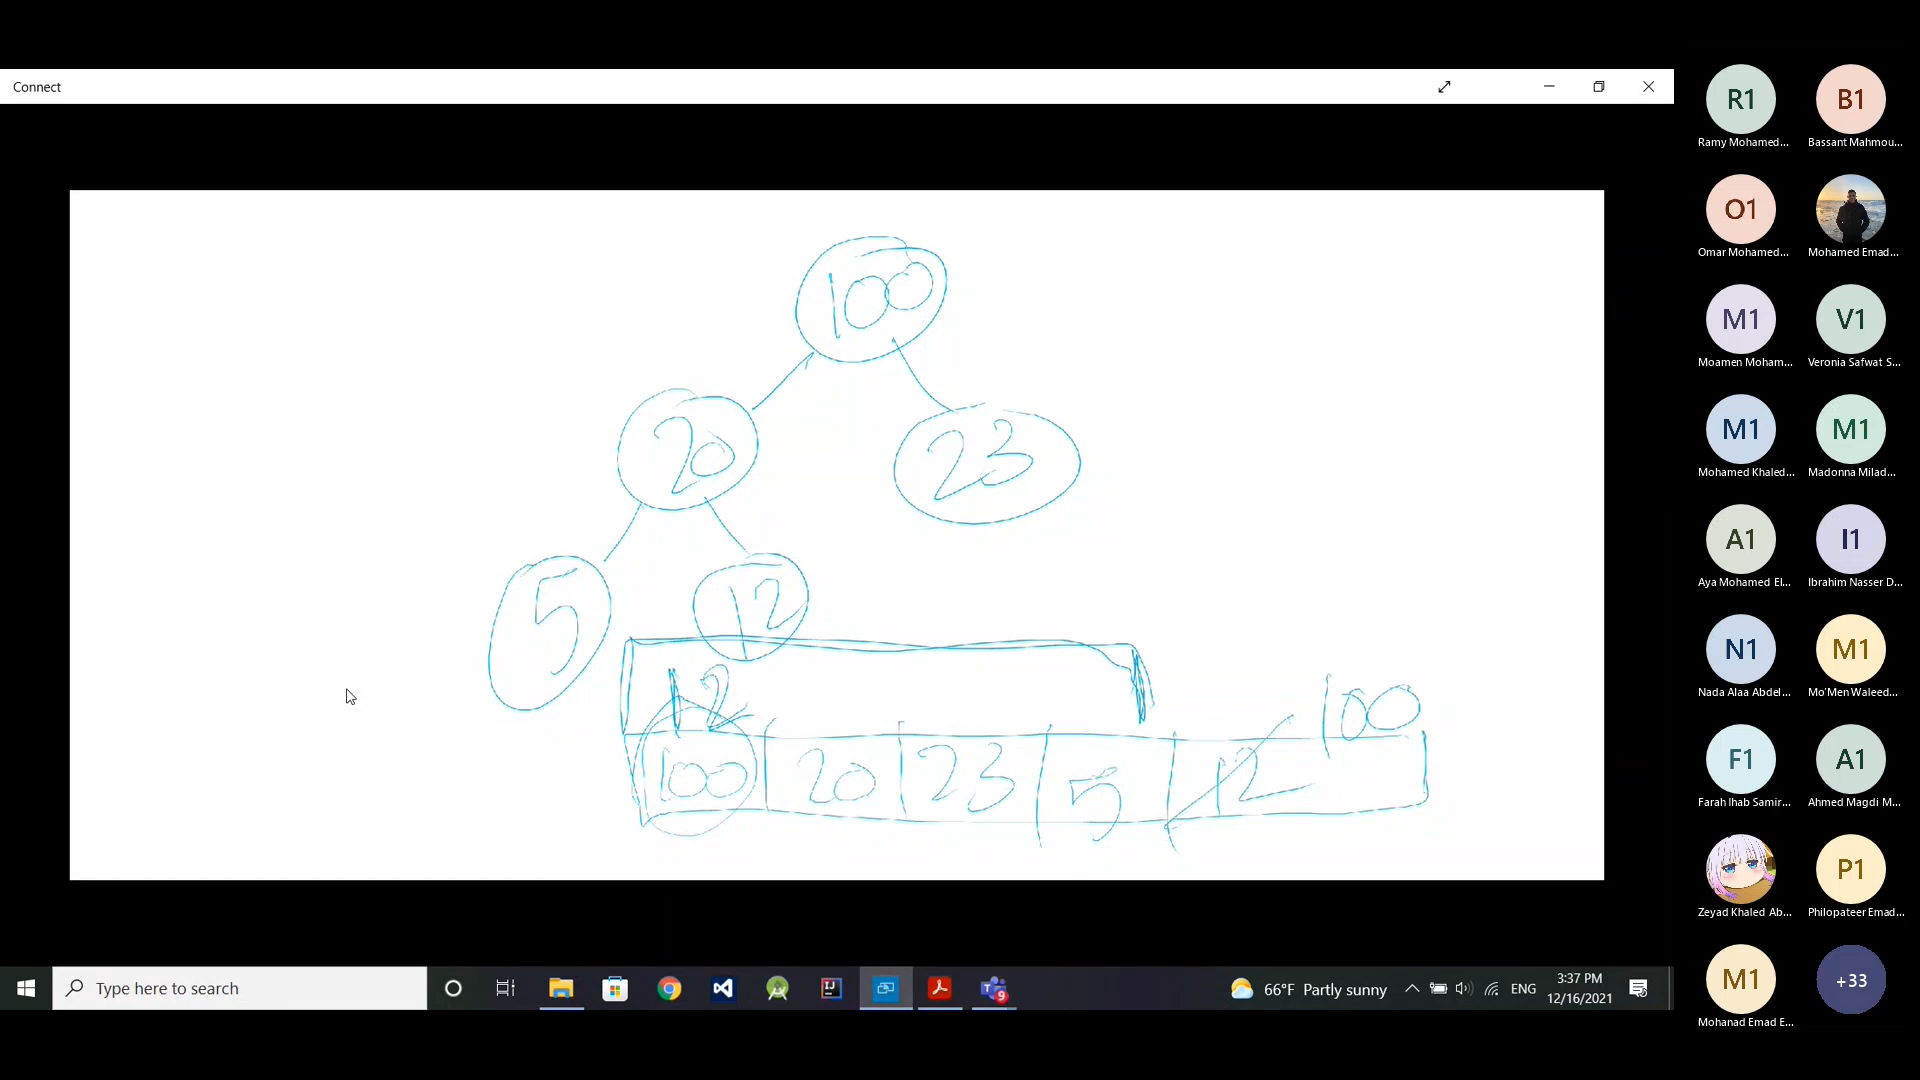 Connect
R1 B1
Ramy Mohamed... Bassant Mahmou...
O1
Omar Mohamed... Mohamed Emad...
M1 V1
Moamen Moham... Veronia Safwat S...
M1 M1
Mohamed Khaled... Madonna Milad...
A1 I1
Aya Mohamed El... Ibrahim Nasser D...
N1 M1
Nada Alaa Abdel... Mo'Men Waleed...
F1 A1
Farah Ihab Samir... Ahmed Magdi M...
P1
Zeyad Khaled Ab... Philopateer Emad...
M1 +33
Mohanad Emad E...
100
20 23
5 12
12 100
100 20 23 5 12
Type here to search
9
66°F Partly sunny
ENG
3:37 PM
12/16/2021